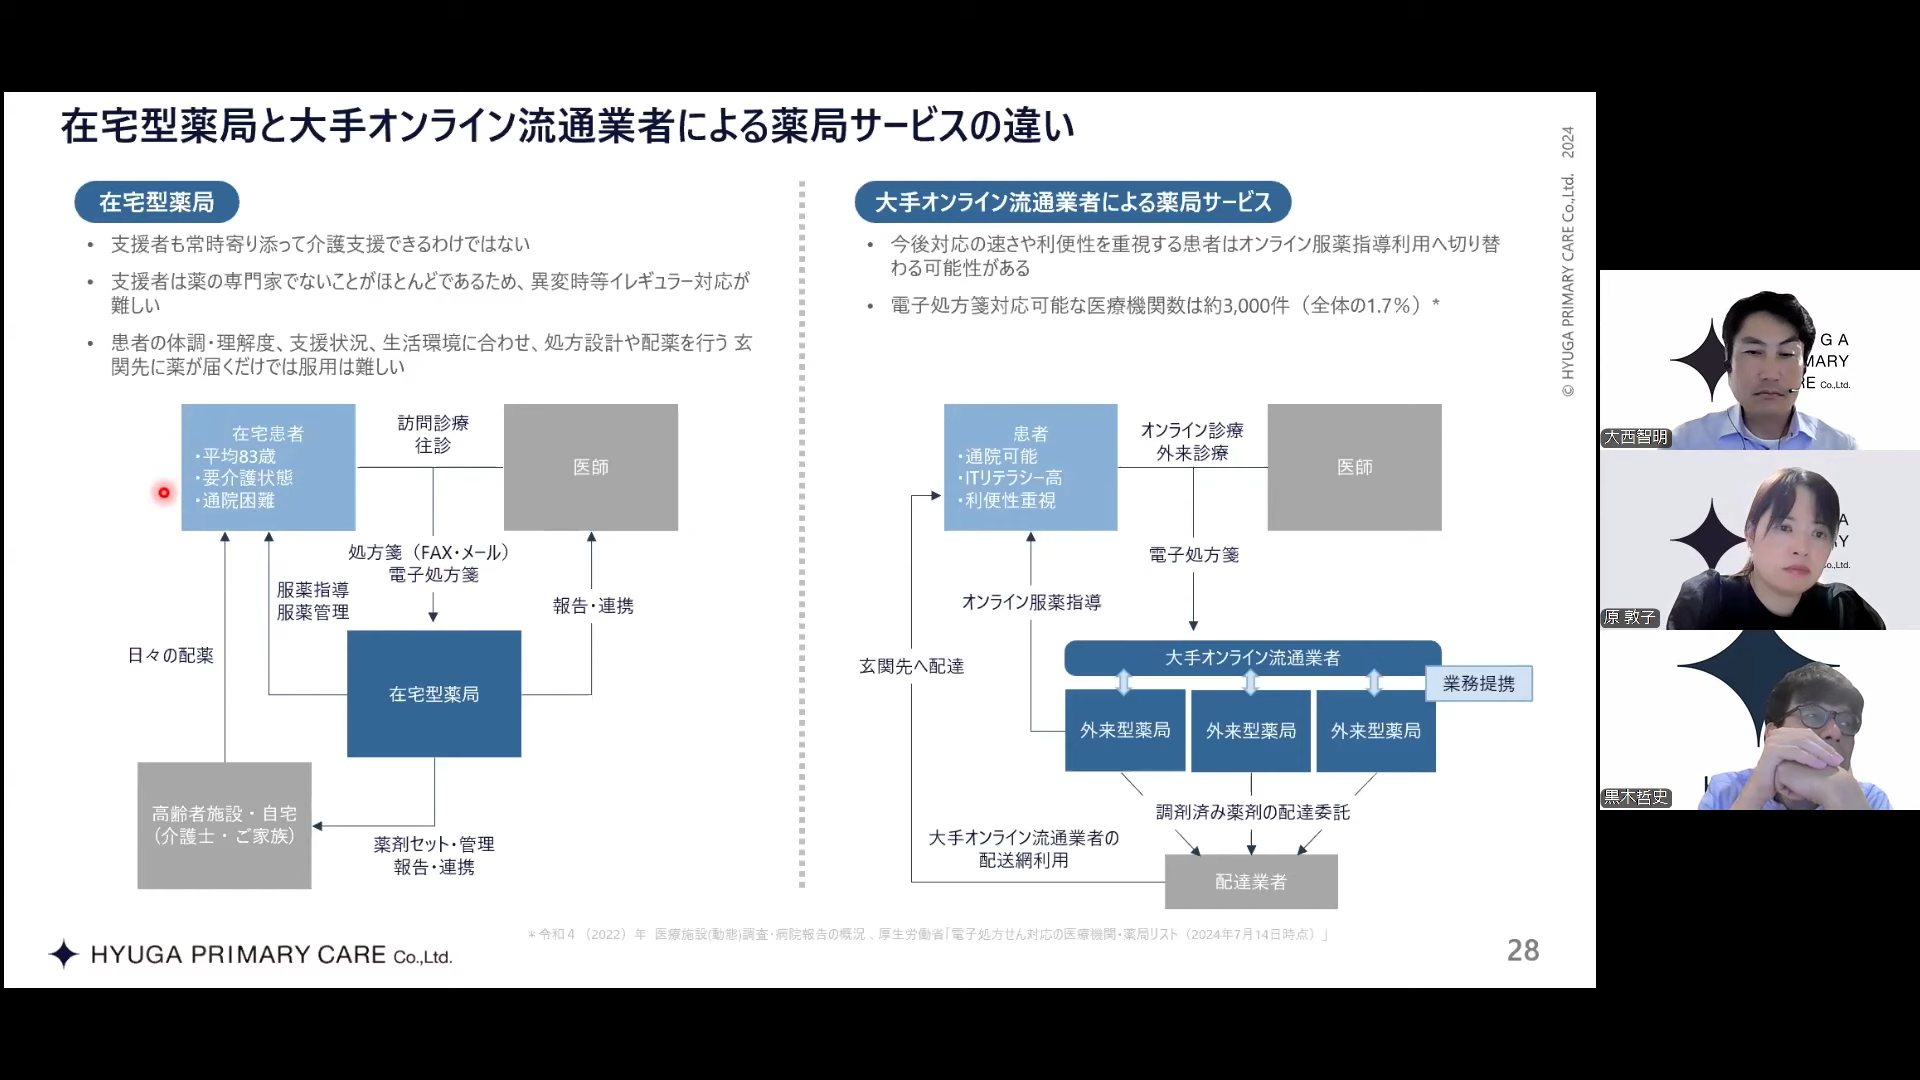 在宅型薬局と大手オンライン流通業者による薬局サービスの違い
© HYUGA PRIMARY CARE Co.,Ltd. 2024
在宅型薬局
• 支援者も常時寄り添って介護支援できるわけではない
• 支援者は薬の専門家でないことがほとんどであるため、異変時等イレギュラー対応が
難しい
• 患者の体調・理解度、支援状況、生活環境に合わせ、処方設計や配薬を行う 玄
関先に薬が届くだけでは服用は難しい
在宅患者
・平均83歳
・要介護状態
・通院困難
訪問診療
往診
医師
処方箋（FAX・メール）
電子処方箋
服薬指導
服薬管理
報告・連携
日々の配薬
在宅型薬局
高齢者施設・自宅
（介護士・ご家族）
薬剤セット・管理
報告・連携
大手オンライン流通業者による薬局サービス
• 今後対応の速さや利便性を重視する患者はオンライン服薬指導利用へ切り替
わる可能性がある
• 電子処方箋対応可能な医療機関数は約3,000件（全体の1.7％）*
患者
・通院可能
・ITリテラシー高
・利便性重視
オンライン診療
外来診療
医師
電子処方箋
オンライン服薬指導
玄関先へ配達
大手オンライン流通業者
業務提携
外来型薬局
外来型薬局
外来型薬局
調剤済み薬剤の配達委託
大手オンライン流通業者の
配送網利用
配達業者
* 令和４（2022）年 医療施設(動態)調査・病院報告の概況 、厚生労働省「電子処方せん対応の医療機関・薬局リスト（2024年7月14日時点）」
HYUGA PRIMARY CARE Co.,Ltd.
28
G A
MARY
RE Co.,Ltd.
大西智明
A
Y
o.,Ltd.
原 敦子
黒木哲史